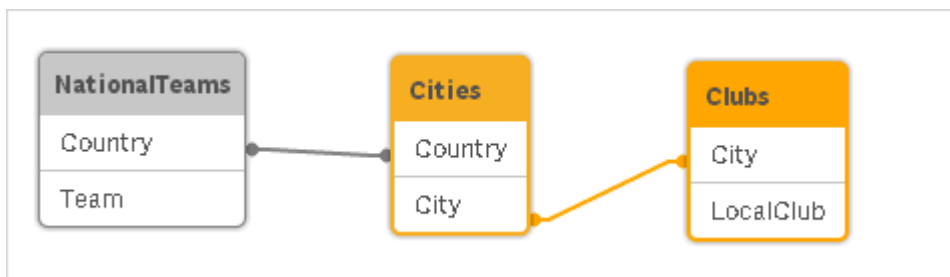 NationalTeams
Country
Team
Cities
Country
City
Clubs
City
LocalClub